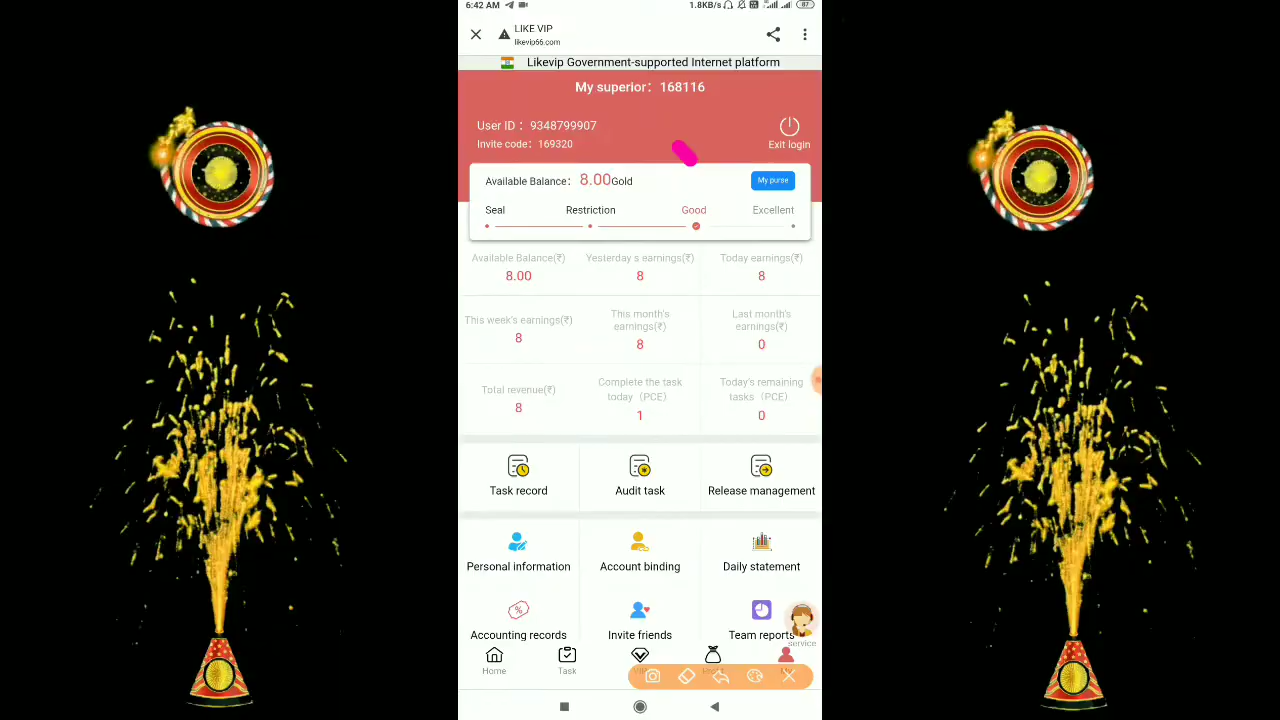 6:42 AM
1.8KB/s
87
LIKE VIP
likevip66.com
Likevip Government-supported Internet platform
My superior：168116
User ID：9348799907
Invite code：169320
Exit login
Available Balance：8.00Gold
My purse
Seal Restriction Good Excellent
Available Balance(₹) Yesterday s earnings(₹) Today earnings(₹)
8.00 8 8
This week's earnings(₹)
8
This month's
earnings(₹)
8
Last month's
earnings(₹)
0
Total revenue(₹)
8
Complete the task
today（PCE）
1
Today's remaining
tasks（PCE）
0
Task record Audit task Release management
Personal information Account binding Daily statement
Accounting records Invite friends Team reports
service
Home Task